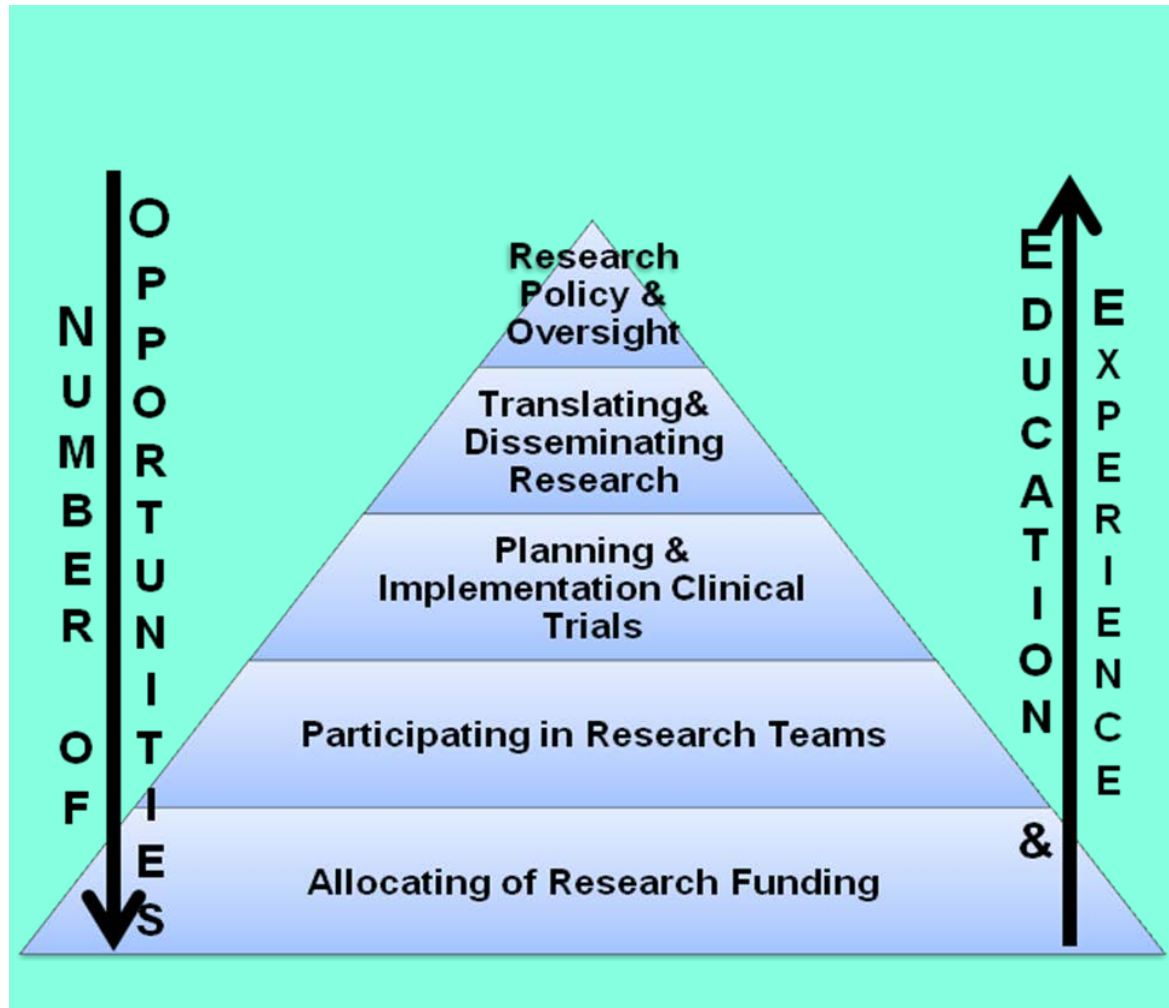 NUMBER OF
OPPORTUNITIES
Research
Policy &
Oversight
Translating&
Disseminating
Research
Planning &
Implementation Clinical
Trials
Participating in Research Teams
Allocating of Research Funding
EDUCATION &
EXPERIENCE